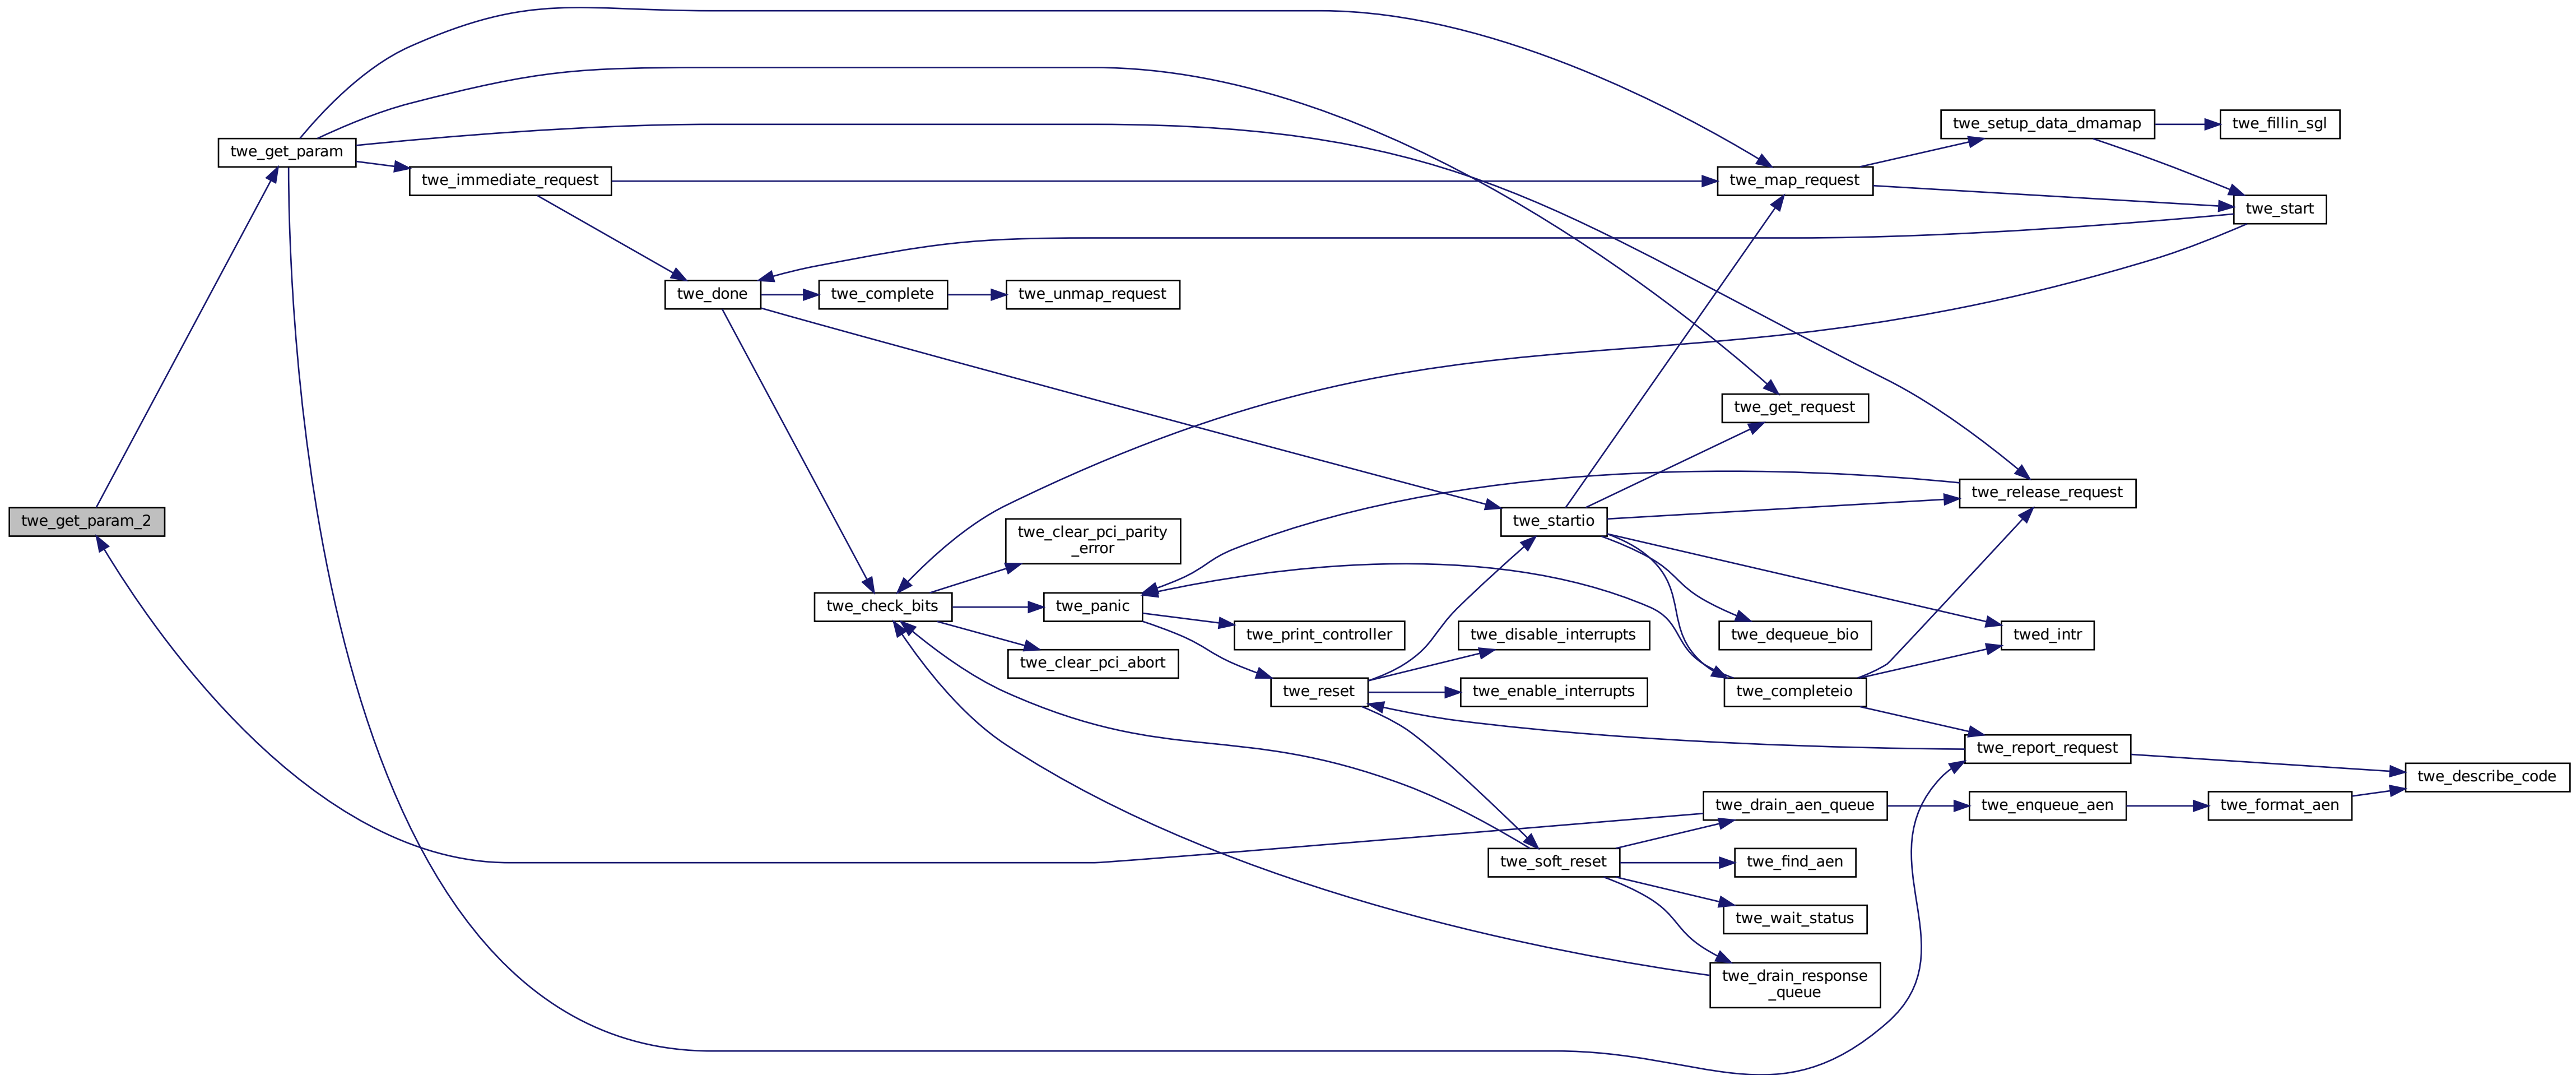 twe_setup_data_dmamap
twe_fillin_sgl
twe_get_param
twe_immediate_request
twe_map_request
twe_start
twe_done
twe_complete
twe_unmap_request
twe_get_request
twe_release_request
twe_get_param_2
twe_startio
twe_clear_pci_parity
_error
twe_check_bits
twe_panic
twe_print_controller
twe_disable_interrupts
twe_dequeue_bio
twed_intr
twe_clear_pci_abort
twe_reset
twe_enable_interrupts
twe_completeio
twe_report_request
twe_describe_code
twe_drain_aen_queue
twe_enqueue_aen
twe_format_aen
twe_soft_reset
twe_find_aen
twe_wait_status
twe_drain_response
_queue